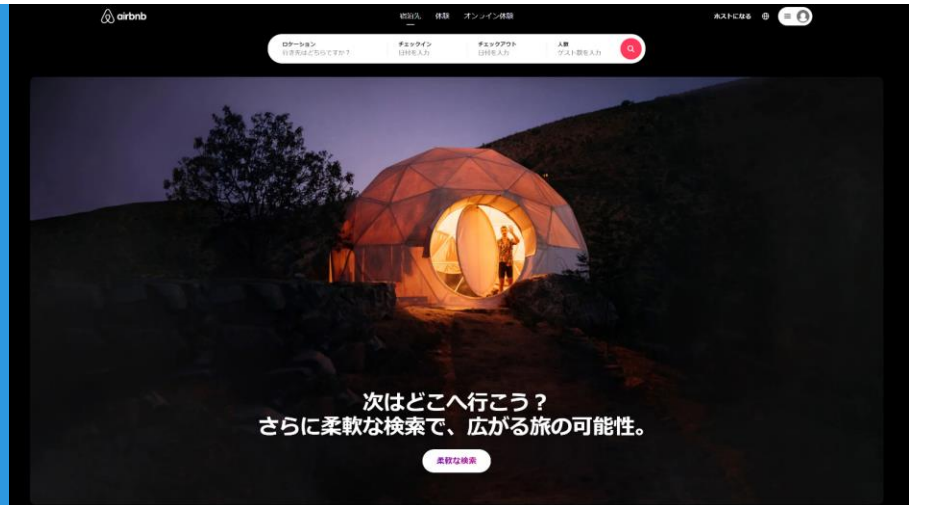 airbnb
宿泊先 体験 オンライン体験
ホストになる
ロケーション
行き先はどちらですか？
チェックイン
日付を入力
チェックアウト
日付を入力
人数
ゲスト数を入力
次はどこへ行こう？
さらに柔軟な検索で、広がる旅の可能性。
柔軟な検索